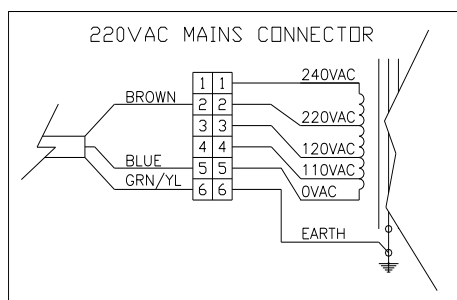 220VAC MAINS CONNECTOR
1 1 240VAC
BROWN 2 2 220VAC
3 3 120VAC
4 4 110VAC
BLUE 5 5 0VAC
GRN/YL 6 6
EARTH